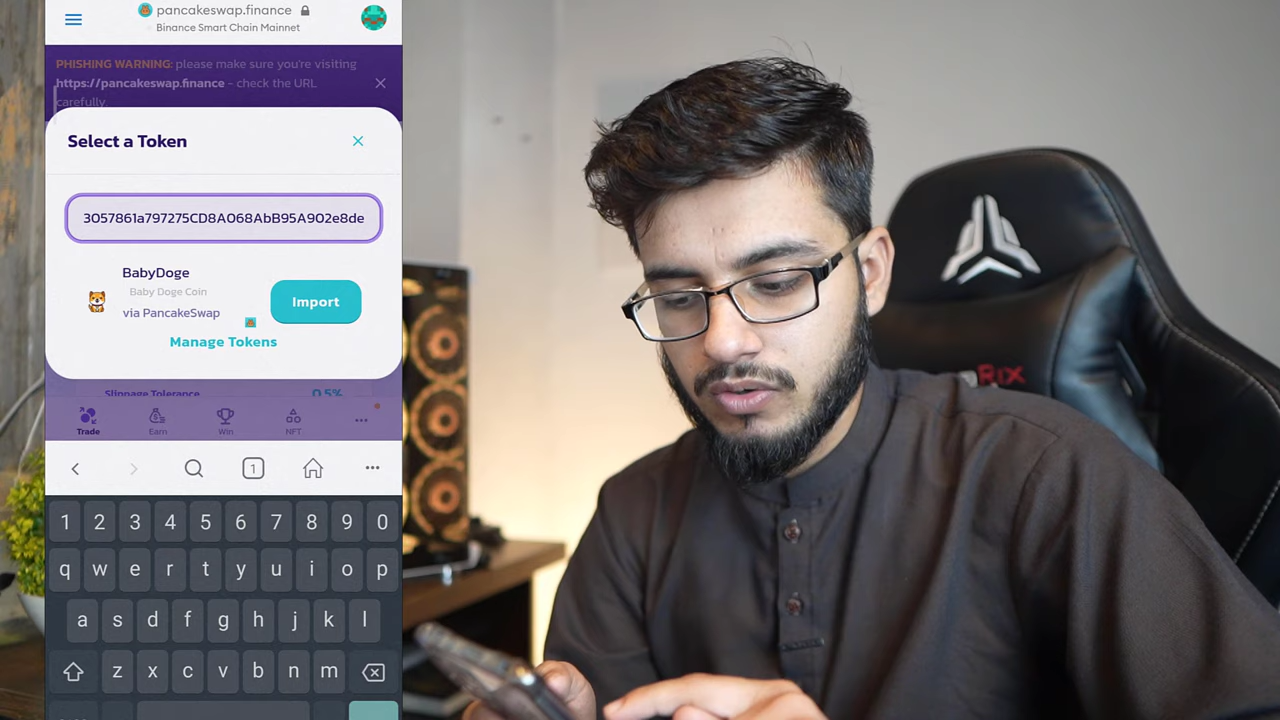 pancakeswap.finance
Binance Smart Chain Mainnet
PHISHING WARNING: please make sure you're visiting
https://pancakeswap.finance - check the URL
carefully.
Select a Token
3057861a797275CD8A068AbB95A902e8de
BabyDoge
Baby Doge Coin
via PancakeSwap
Import
Manage Tokens
Slippage Tolerance
0.5%
Trade
Earn
Win
NFT
1
1 2 3 4 5 6 7 8 9 0
q w e r t y u i o p
a s d f g h j k l
z x c v b n m
RIX